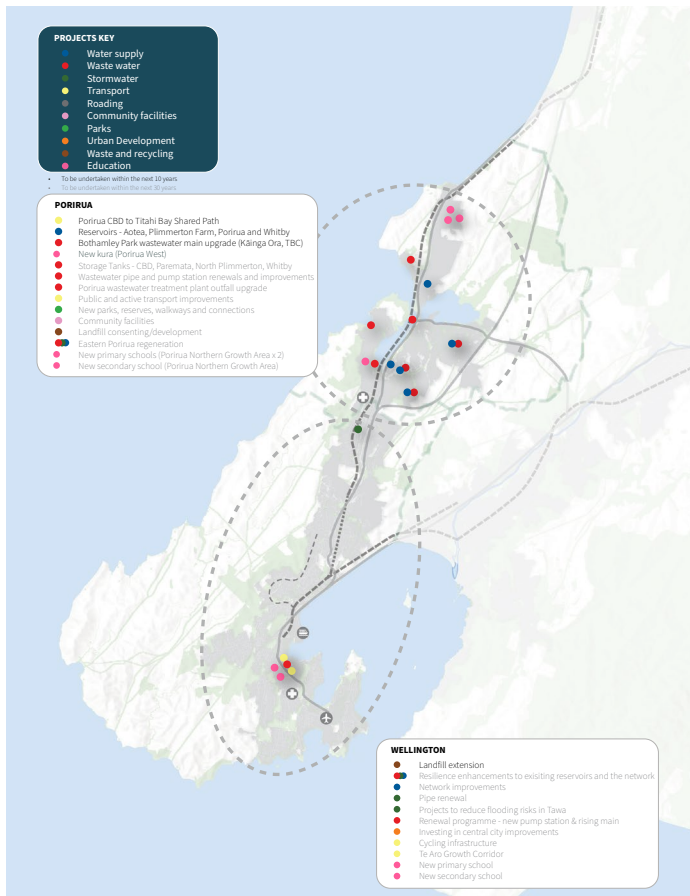 PROJECTS KEY
Water supply
Waste water
Stormwater
Transport
Roading
Community facilities
Parks
Urban Development
Waste and recycling
Education
To be undertaken within the next 10 years
To be undertaken within the next 30 years
PORIRUA
Porirua CBD to Titahi Bay Shared Path
Reservoirs - Aotea, Plimmerton Farm, Porirua and Whitby
Bothamley Park wastewater main upgrade (Kāinga Ora, TBC)
New kura (Porirua West)
Storage Tanks - CBD, Paremata, North Plimmerton, Whitby
Wastewater pipe and pump station renewals and improvements
Porirua wastewater treatment plant outfall upgrade
Public and active transport improvements
New parks, reserves, walkways and connections
Community facilities
Landfill consenting/development
Eastern Porirua regeneration
New primary schools (Porirua Northern Growth Area x 2)
New secondary school (Porirua Northern Growth Area)
WELLINGTON
Landfill extension
Resilience enhancements to exisiting reservoirs and the network
Network improvements
Pipe renewal
Projects to reduce flooding risks in Tawa
Renewal programme - new pump station & rising main
Investing in central city improvements
Cycling infrastructure
Te Aro Growth Corridor
New primary school
New secondary school